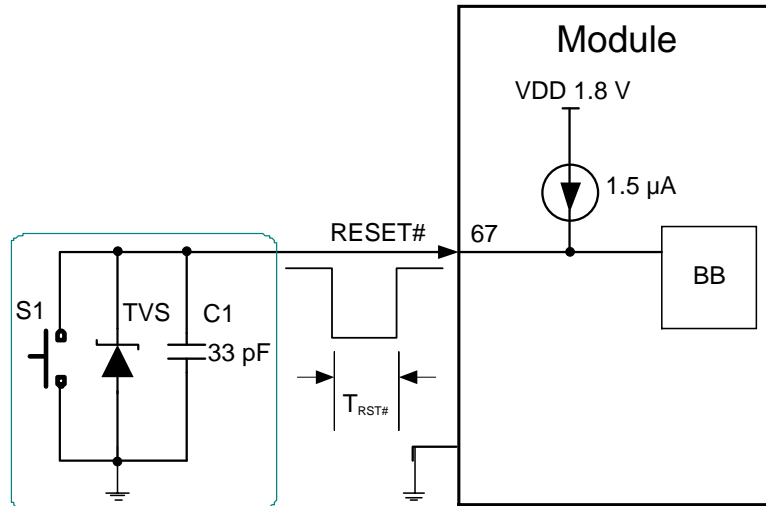 Module
VDD 1.8 V
1.5 µA
RESET#
67
BB
S1
TVS
C1
33 pF
TRST#